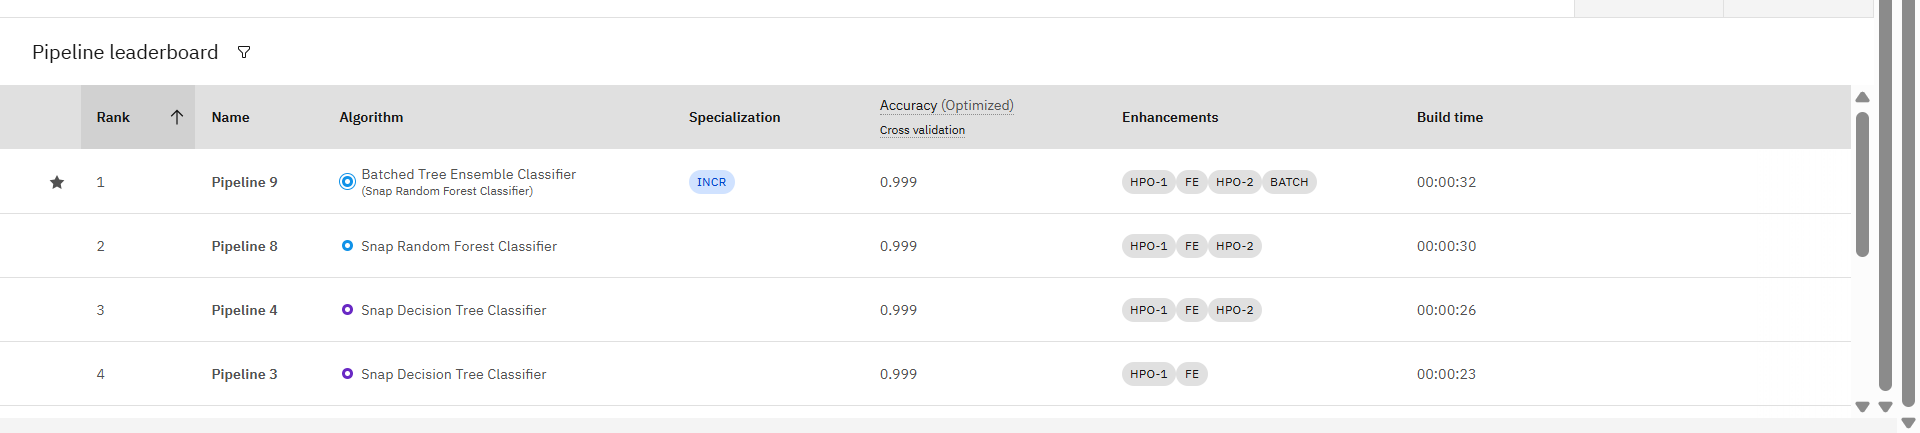 Pipeline leaderboard
Rank Name Algorithm Specialization Accuracy (Optimized) Enhancements Build time
Cross validation
1 Pipeline 9 Batched Tree Ensemble Classifier INCR 0.999 HPO-1 FE HPO-2 BATCH 00:00:32
(Snap Random Forest Classifier)
2 Pipeline 8 Snap Random Forest Classifier 0.999 HPO-1 FE HPO-2 00:00:30
3 Pipeline 4 Snap Decision Tree Classifier 0.999 HPO-1 FE HPO-2 00:00:26
4 Pipeline 3 Snap Decision Tree Classifier 0.999 HPO-1 FE 00:00:23